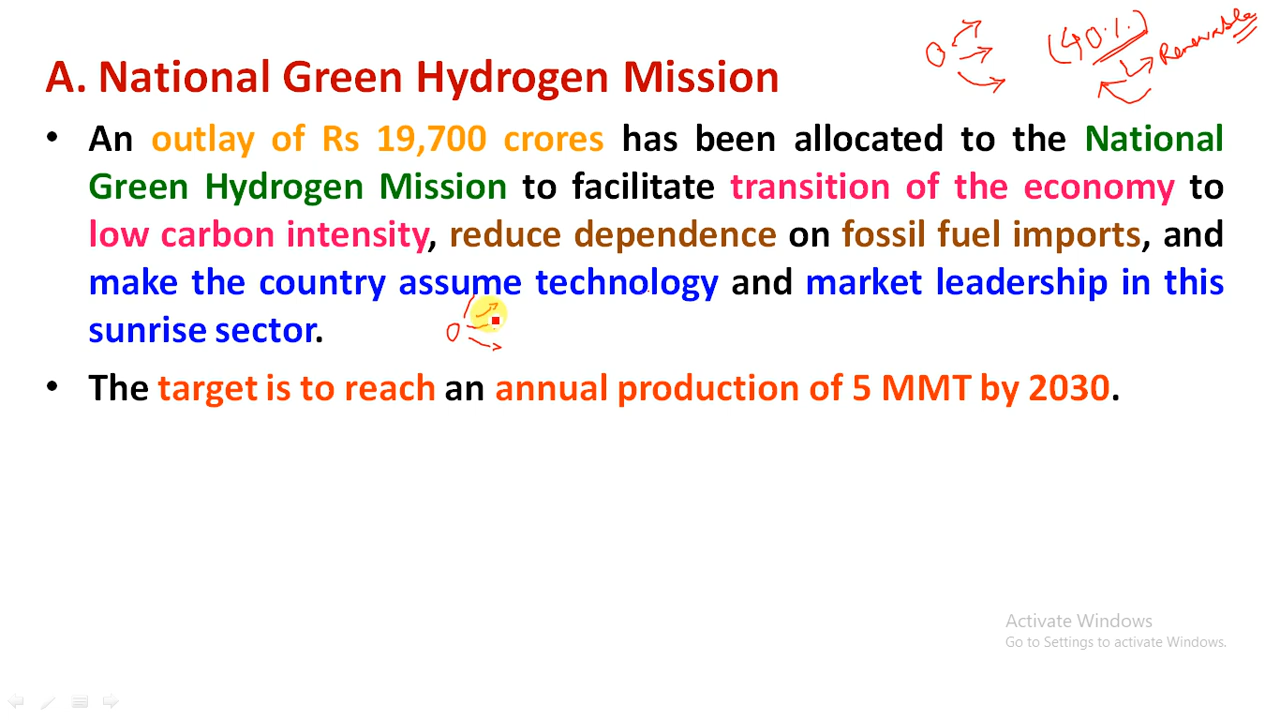 (40%)
Renewable
A. National Green Hydrogen Mission
• An outlay of Rs 19,700 crores has been allocated to the National
Green Hydrogen Mission to facilitate transition of the economy to
low carbon intensity, reduce dependence on fossil fuel imports, and
make the country assume technology and market leadership in this
sunrise sector.
• The target is to reach an annual production of 5 MMT by 2030.
Activate Windows
Go to Settings to activate Windows.